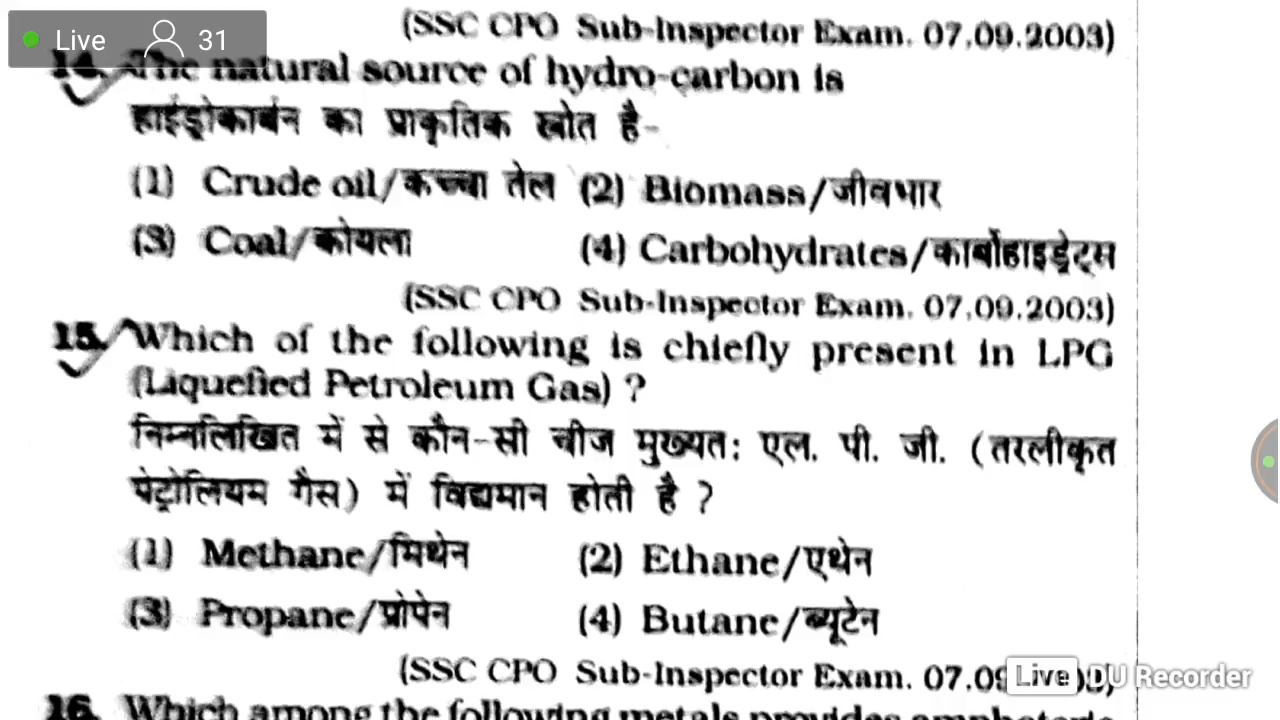 Live 31
(SSC CPO Sub-Inspector Exam. 07.09.2003)
14. The natural source of hydro-carbon is
हाईड्रोकार्बन का प्राकृतिक स्रोत है-
(1) Crude oil/कच्चा तेल (2) Biomass/जीवभार
(3) Coal/कोयला (4) Carbohydrates/कार्बोहाइड्रेट्स
(SSC CPO Sub-Inspector Exam. 07.09.2003)
15. Which of the following is chiefly present in LPG
(Liquefied Petroleum Gas) ?
निम्नलिखित में से कौन-सी चीज मुख्यतः एल. पी. जी. (तरलीकृत
पेट्रोलियम गैस) में विद्यमान होती है ?
(1) Methane/मिथेन (2) Ethane/एथेन
(3) Propane/प्रोपेन (4) Butane/ब्यूटेन
(SSC CPO Sub-Inspector Exam. 07.09
Live DU Recorder
16. Which among the following metals provides amphoteric